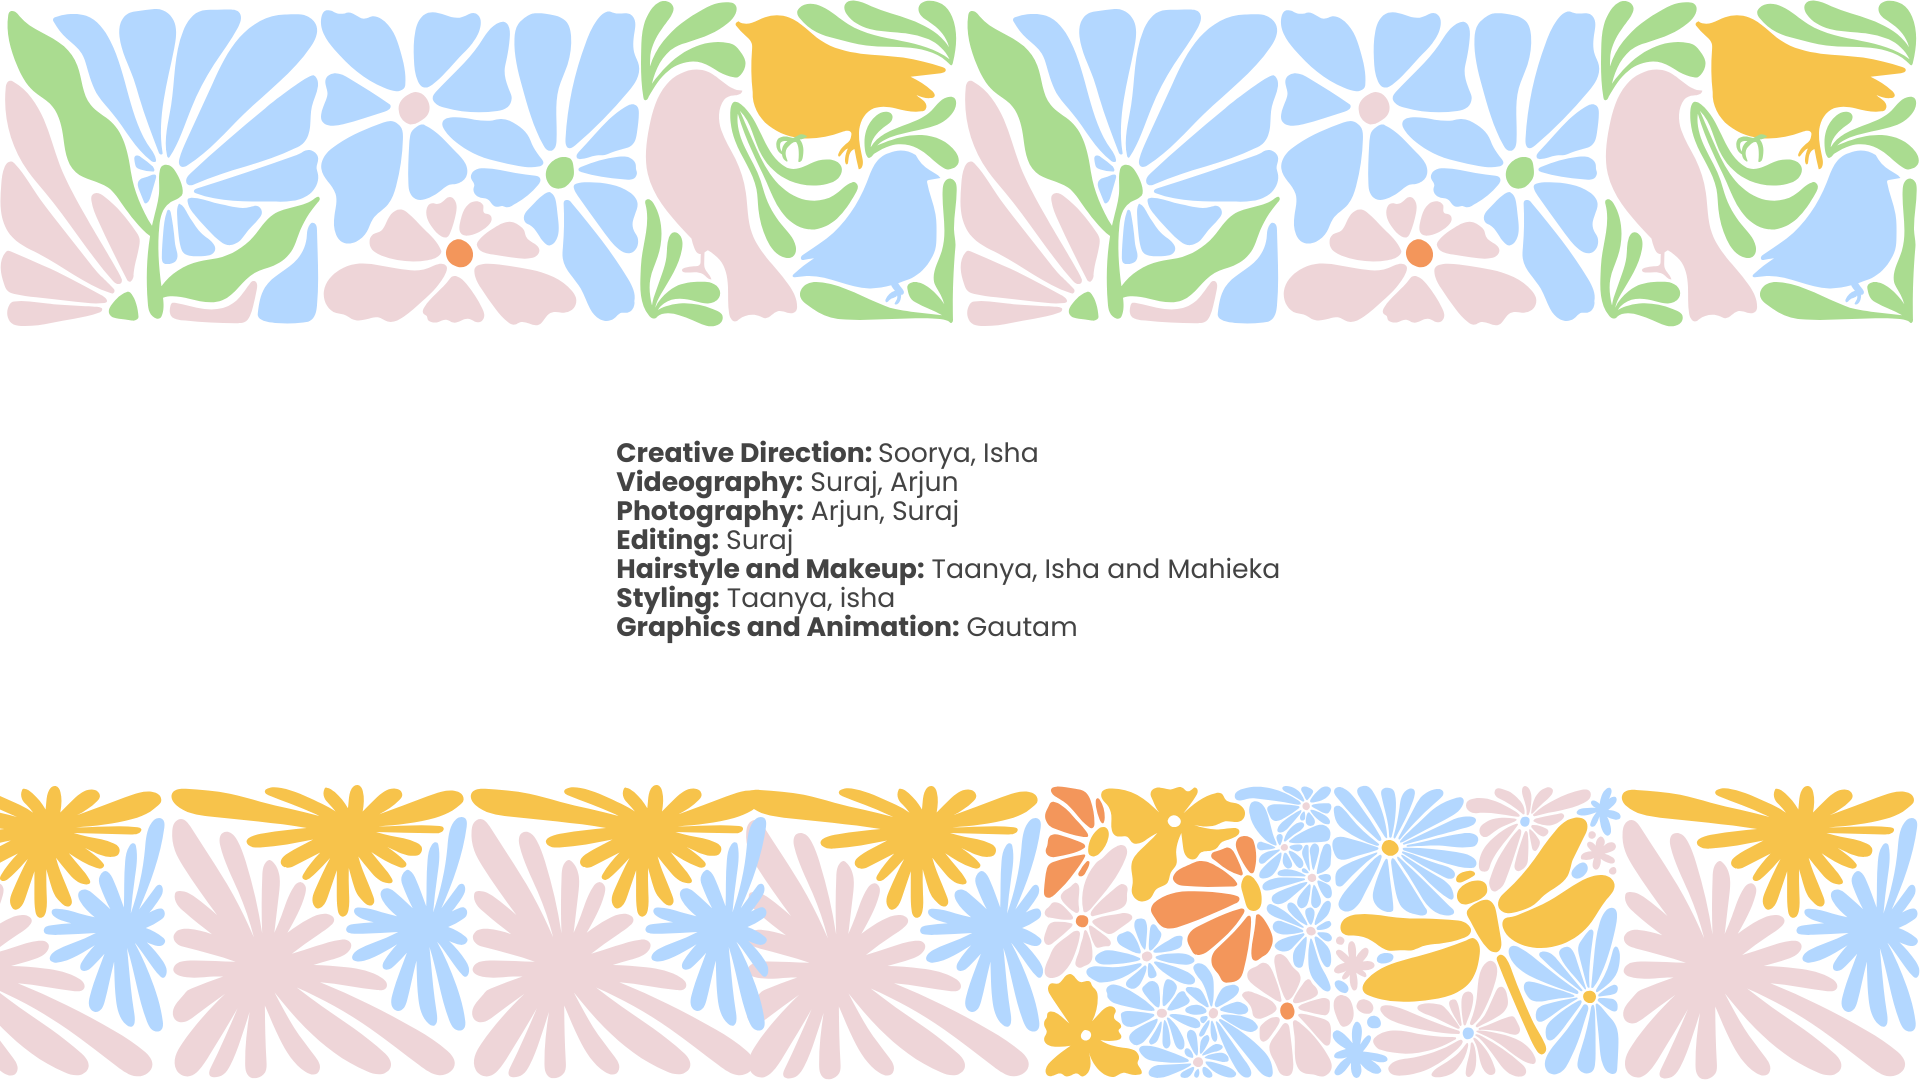 Creative Direction: Soorya, Isha
Videography: Suraj, Arjun
Photography: Arjun, Suraj
Editing: Suraj
Hairstyle and Makeup: Taanya, Isha and Mahieka
Styling: Taanya, isha
Graphics and Animation: Gautam